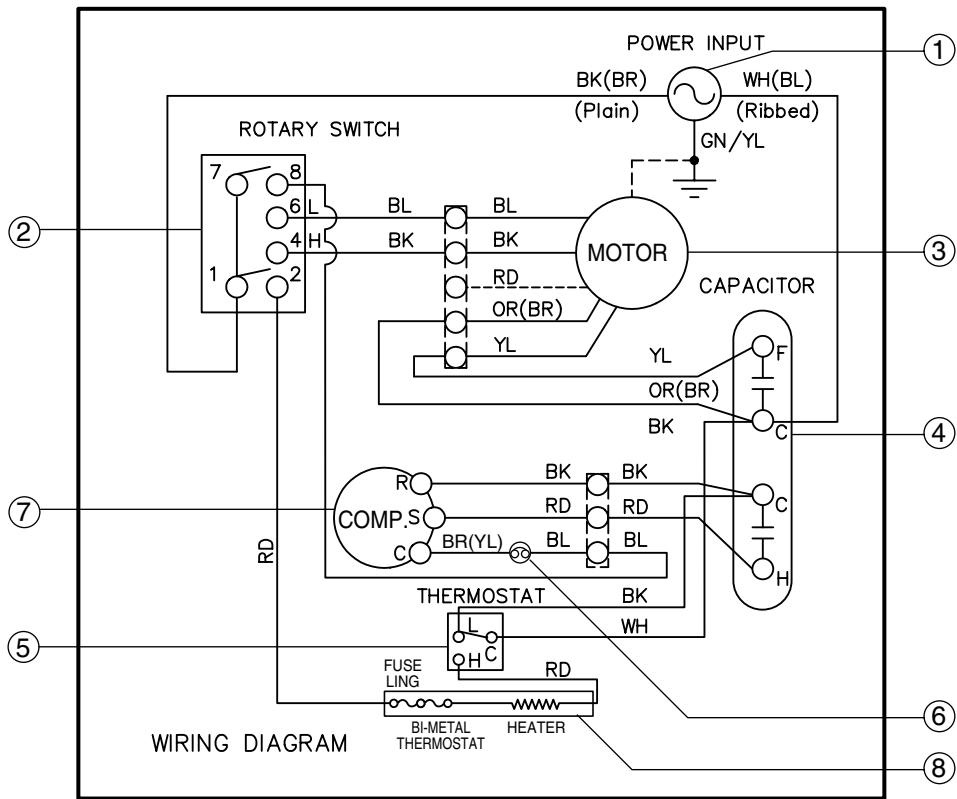 POWER INPUT
1
BK(BR)
WH(BL)
(Plain)
(Ribbed)
ROTARY SWITCH
GN/YL
7
8
6 L
BL
BL
2
4 H
BK
BK
MOTOR
3
1
2
RD
CAPACITOR
OR(BR)
YL
YL
F
OR(BR)
BK
C
4
R
BK
BK
C
7
COMP.
S
RD
RD
C
BR(YL)
BL
BL
H
RD
THERMOSTAT
BK
L
WH
5
C
H
RD
FUSE
LING
6
BI-METAL
THERMOSTAT
HEATER
WIRING DIAGRAM
8